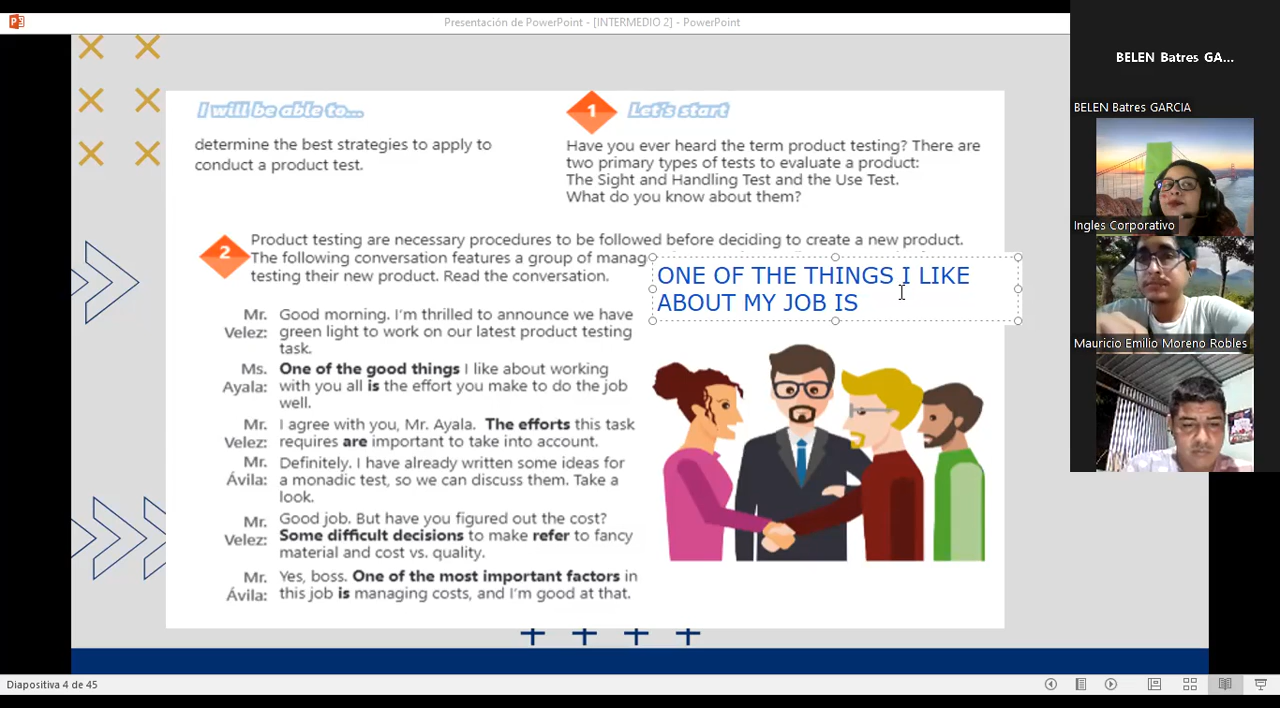 Presentación de PowerPoint - [INTERMEDIO 2] - PowerPoint
BELEN Batres GA...
BELEN Batres GARCIA
Ingles Corporativo
Mauricio Emilio Moreno Robles
I will be able to...
determine the best strategies to apply to
conduct a product test.
1
Let's start
Have you ever heard the term product testing? There are
two primary types of tests to evaluate a product:
The Sight and Handling Test and the Use Test.
What do you know about them?
2
Product testing are necessary procedures to be followed before deciding to create a new product.
The following conversation features a group of manag
testing their new product. Read the conversation.
ONE OF THE THINGS I LIKE
ABOUT MY JOB IS
Mr. Good morning. I'm thrilled to announce we have
Velez: green light to work on our latest product testing
task.
Ms. One of the good things I like about working
Ayala: with you all is the effort you make to do the job
well.
Mr. I agree with you, Mr. Ayala. The efforts this task
Velez: requires are important to take into account.
Mr. Definitely. I have already written some ideas for
Ávila: a monadic test, so we can discuss them. Take a
look.
Mr. Good job. But have you figured out the cost?
Velez: Some difficult decisions to make refer to fancy
material and cost vs. quality.
Mr. Yes, boss. One of the most important factors in
Ávila: this job is managing costs, and I'm good at that.
Diapositiva 4 de 45